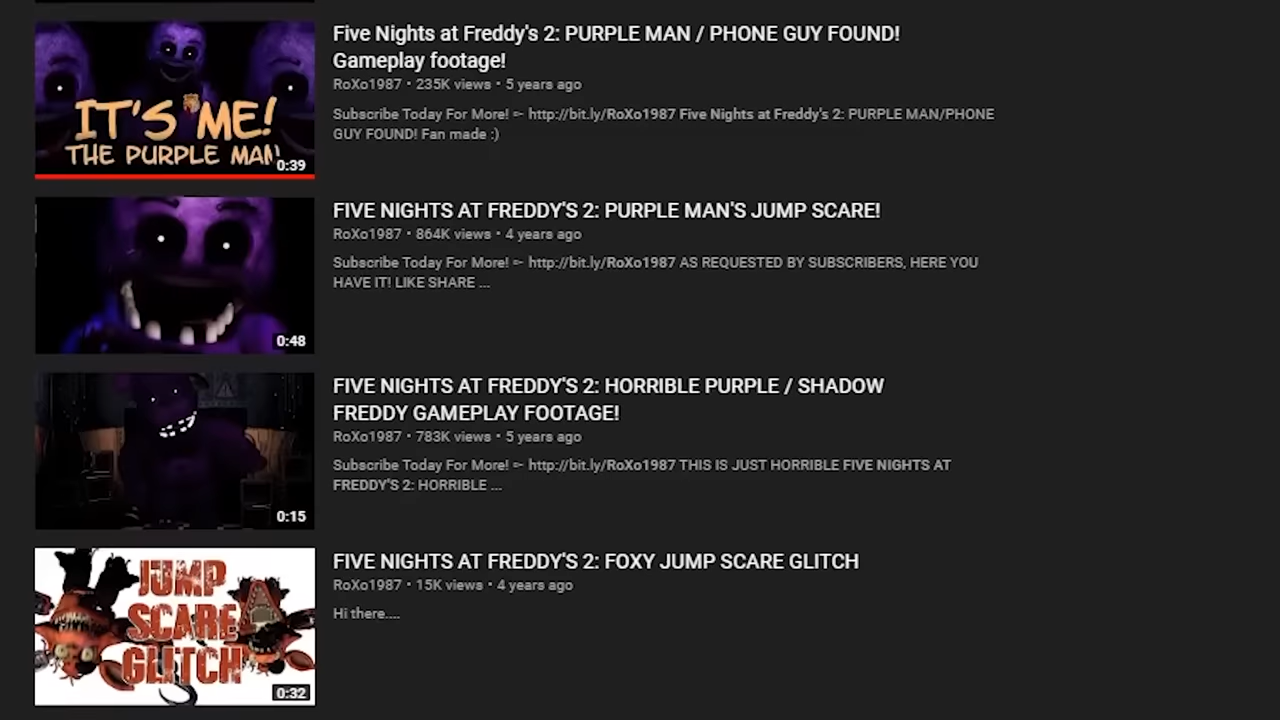 IT'S ME!
THE PURPLE MAN
0:39
Five Nights at Freddy's 2: PURPLE MAN / PHONE GUY FOUND!
Gameplay footage!
RoXo1987 • 235K views • 5 years ago
Subscribe Today For More! ➳ http://bit.ly/RoXo1987 Five Nights at Freddy's 2: PURPLE MAN/PHONE
GUY FOUND! Fan made :)
0:48
FIVE NIGHTS AT FREDDY'S 2: PURPLE MAN'S JUMP SCARE!
RoXo1987 • 864K views • 4 years ago
Subscribe Today For More! ➳ http://bit.ly/RoXo1987 AS REQUESTED BY SUBSCRIBERS, HERE YOU
HAVE IT! LIKE SHARE ...
0:15
FIVE NIGHTS AT FREDDY'S 2: HORRIBLE PURPLE / SHADOW
FREDDY GAMEPLAY FOOTAGE!
RoXo1987 • 783K views • 5 years ago
Subscribe Today For More! ➳ http://bit.ly/RoXo1987 THIS IS JUST HORRIBLE FIVE NIGHTS AT
FREDDY'S 2: HORRIBLE ...
JUMP
SCARE
GLITCH
0:32
FIVE NIGHTS AT FREDDY'S 2: FOXY JUMP SCARE GLITCH
RoXo1987 • 15K views • 4 years ago
Hi there....